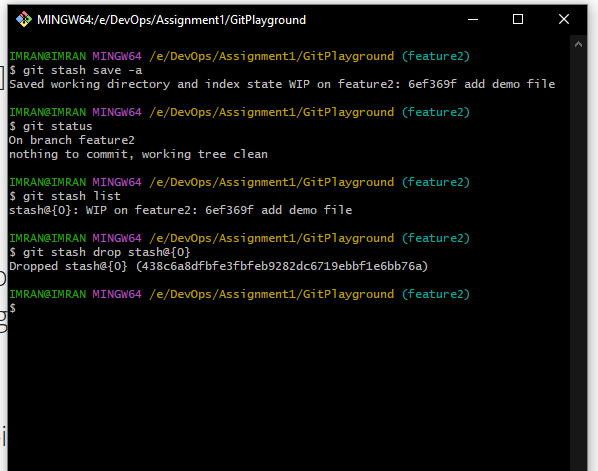 MINGW64:/e/DevOps/Assignment1/GitPlayground
IMRAN@IMRAN MINGW64 /e/DevOps/Assignment1/GitPlayground (feature2)
$ git stash save -a
Saved working directory and index state WIP on feature2: 6ef369f add demo file
IMRAN@IMRAN MINGW64 /e/DevOps/Assignment1/GitPlayground (feature2)
$ git status
On branch feature2
nothing to commit, working tree clean
IMRAN@IMRAN MINGW64 /e/DevOps/Assignment1/GitPlayground (feature2)
$ git stash list
stash@{0}: WIP on feature2: 6ef369f add demo file
IMRAN@IMRAN MINGW64 /e/DevOps/Assignment1/GitPlayground (feature2)
$ git stash drop stash@{0}
Dropped stash@{0} (438c6a8dfbfe3fbfeb9282dc6719ebbf1e6bb76a)
IMRAN@IMRAN MINGW64 /e/DevOps/Assignment1/GitPlayground (feature2)
$